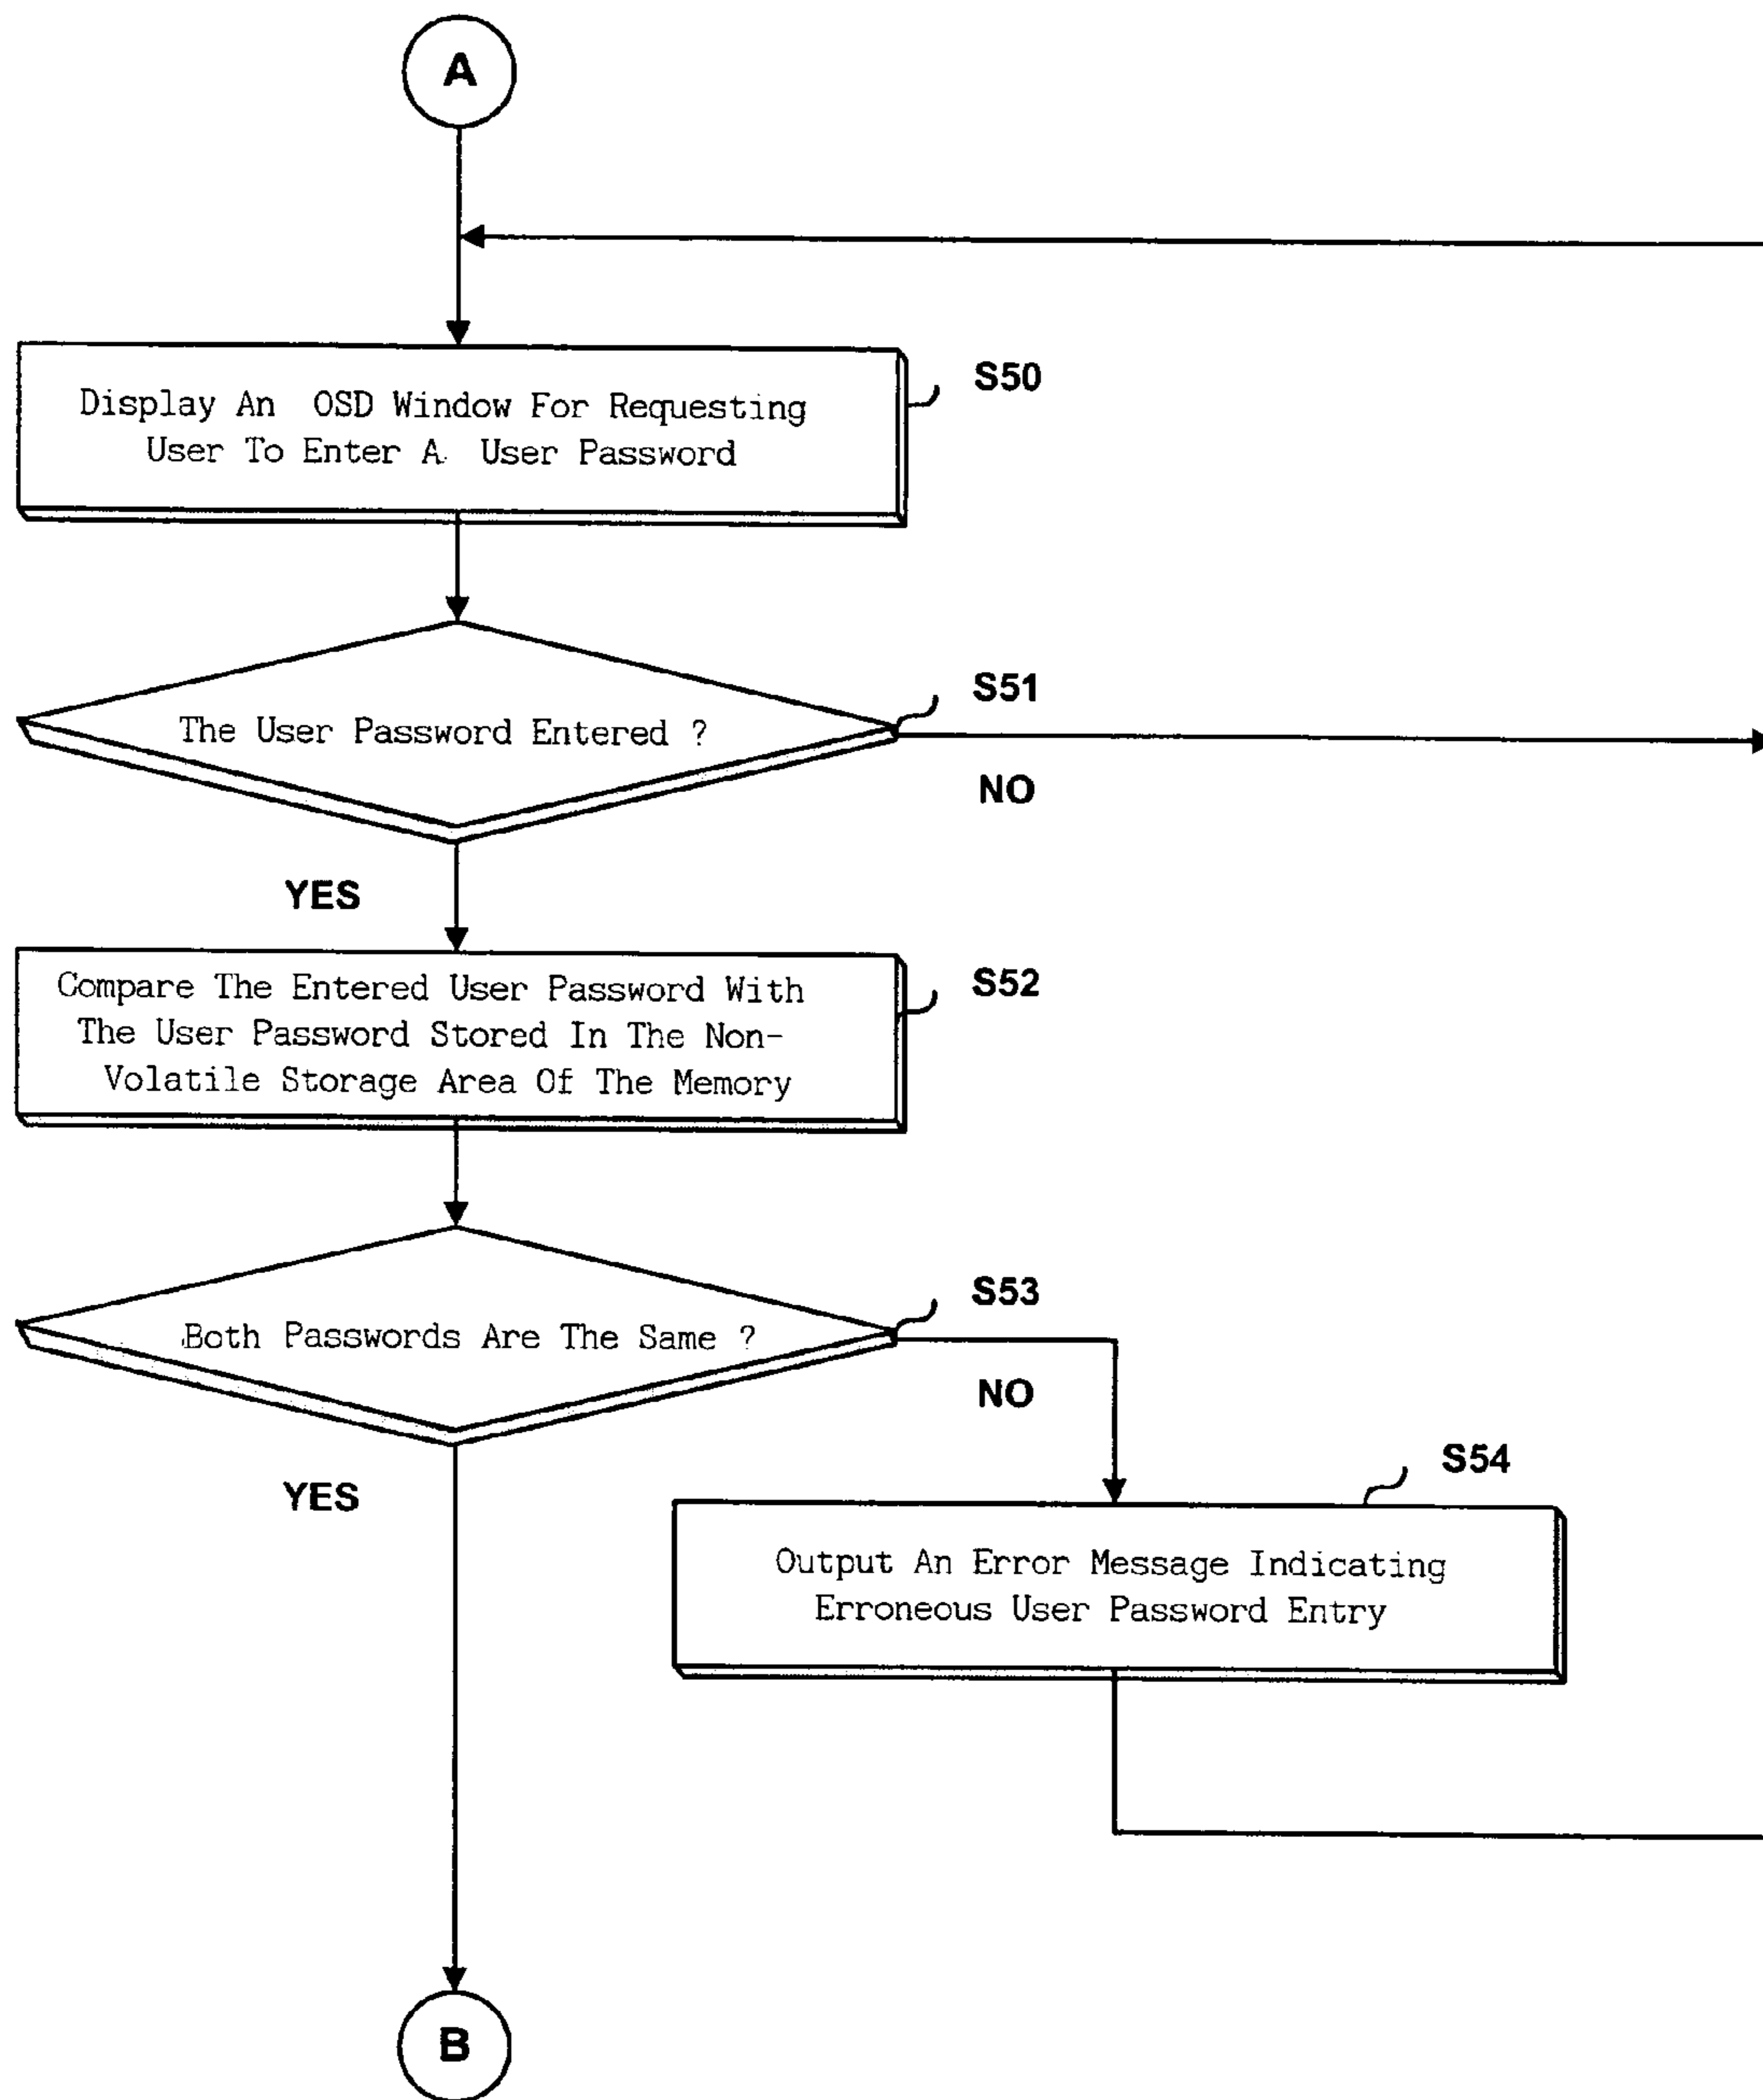 A
S50
Display An OSD Window For Requesting
User To Enter A User Password
S51
The User Password Entered ?
NO
YES
S52
Compare The Entered User Password With
The User Password Stored In The Non-
Volatile Storage Area Of The Memory
S53
Both Passwords Are The Same ?
NO
YES
S54
Output An Error Message Indicating
Erroneous User Password Entry
B